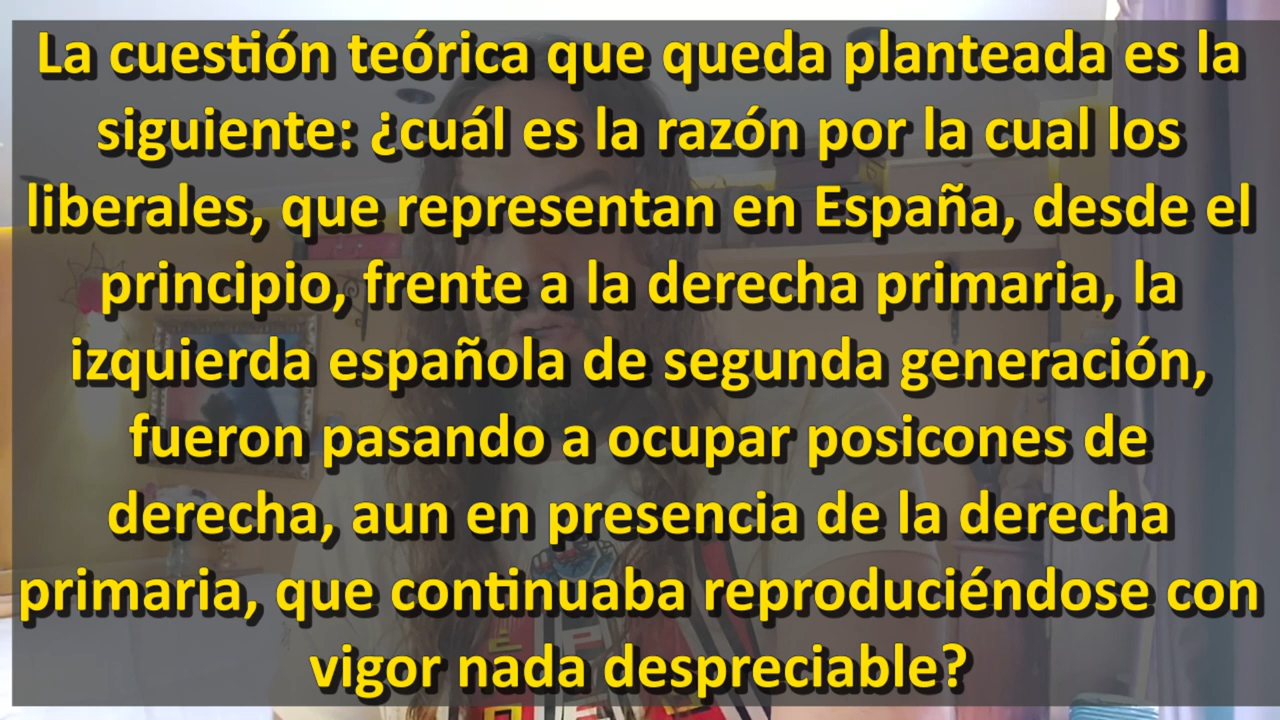 La cuestión teórica que queda planteada es la
siguiente: ¿cuál es la razón por la cual los
liberales, que representan en España, desde el
principio, frente a la derecha primaria, la
izquierda española de segunda generación,
fueron pasando a ocupar posicones de
derecha, aun en presencia de la derecha
primaria, que continuaba reproduciéndose con
vigor nada despreciable?